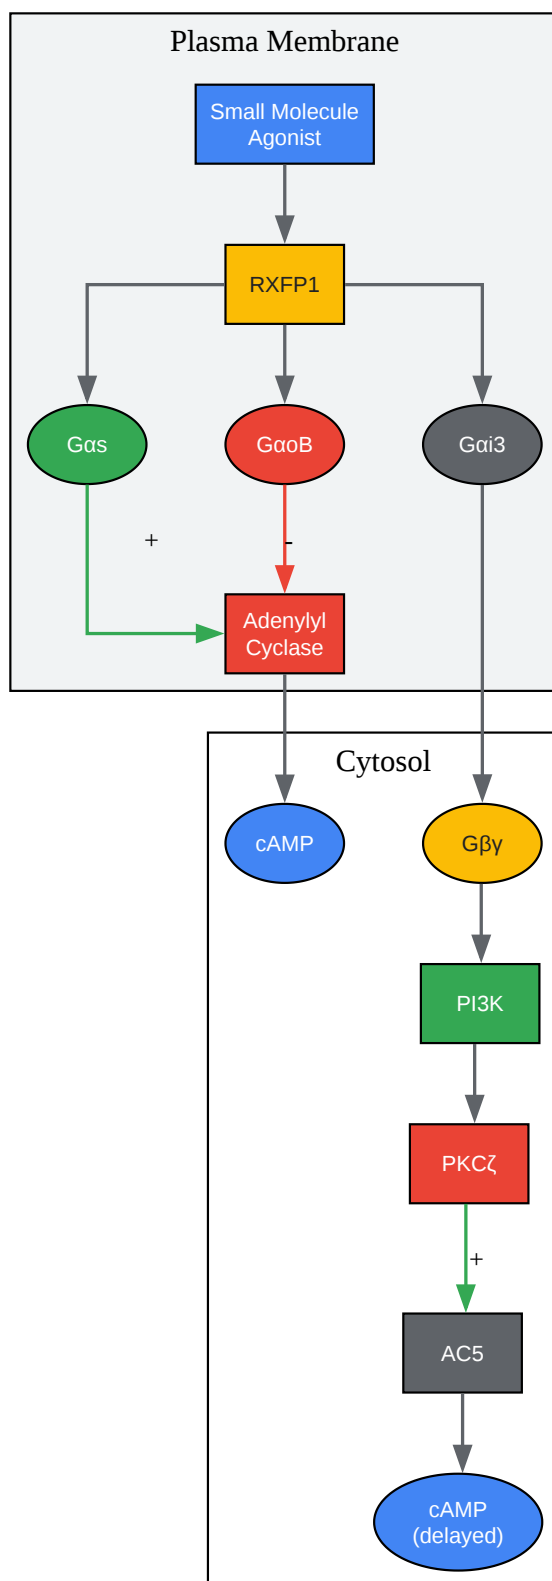 Plasma Membrane
Small Molecule
Agonist
RXFP1
Gαs
GαoB
Gαi3
+
-
Adenylyl
Cyclase
Cytosol
cAMP
Gβγ
PI3K
PKCζ
+
AC5
cAMP
(delayed)